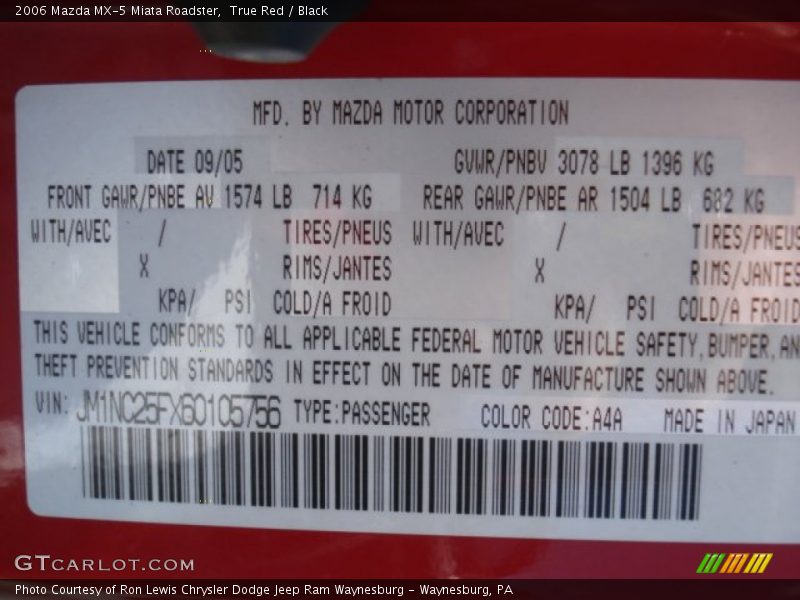 2006 Mazda MX-5 Miata Roadster, True Red / Black
MFD. BY MAZDA MOTOR CORPORATION
DATE 09/05 GVWR/PNBV 3078 LB 1396 KG
FRONT GAWR/PNBE AV 1574 LB 714 KG REAR GAWR/PNBE AR 1504 LB 682 KG
WITH/AVEC / TIRES/PNEUS WITH/AVEC / TIRES/PNEUS
X RIMS/JANTES X RIMS/JANTES
KPA/ PSI COLD/A FROID KPA/ PSI COLD/A FROID
THIS VEHICLE CONFORMS TO ALL APPLICABLE FEDERAL MOTOR VEHICLE SAFETY, BUMPER, AN
THEFT PREVENTION STANDARDS IN EFFECT ON THE DATE OF MANUFACTURE SHOWN ABOVE.
VIN: JM1NC25FX60105756 TYPE:PASSENGER COLOR CODE:A4A MADE IN JAPAN
GTCARLOT.COM
Photo Courtesy of Ron Lewis Chrysler Dodge Jeep Ram Waynesburg - Waynesburg, PA